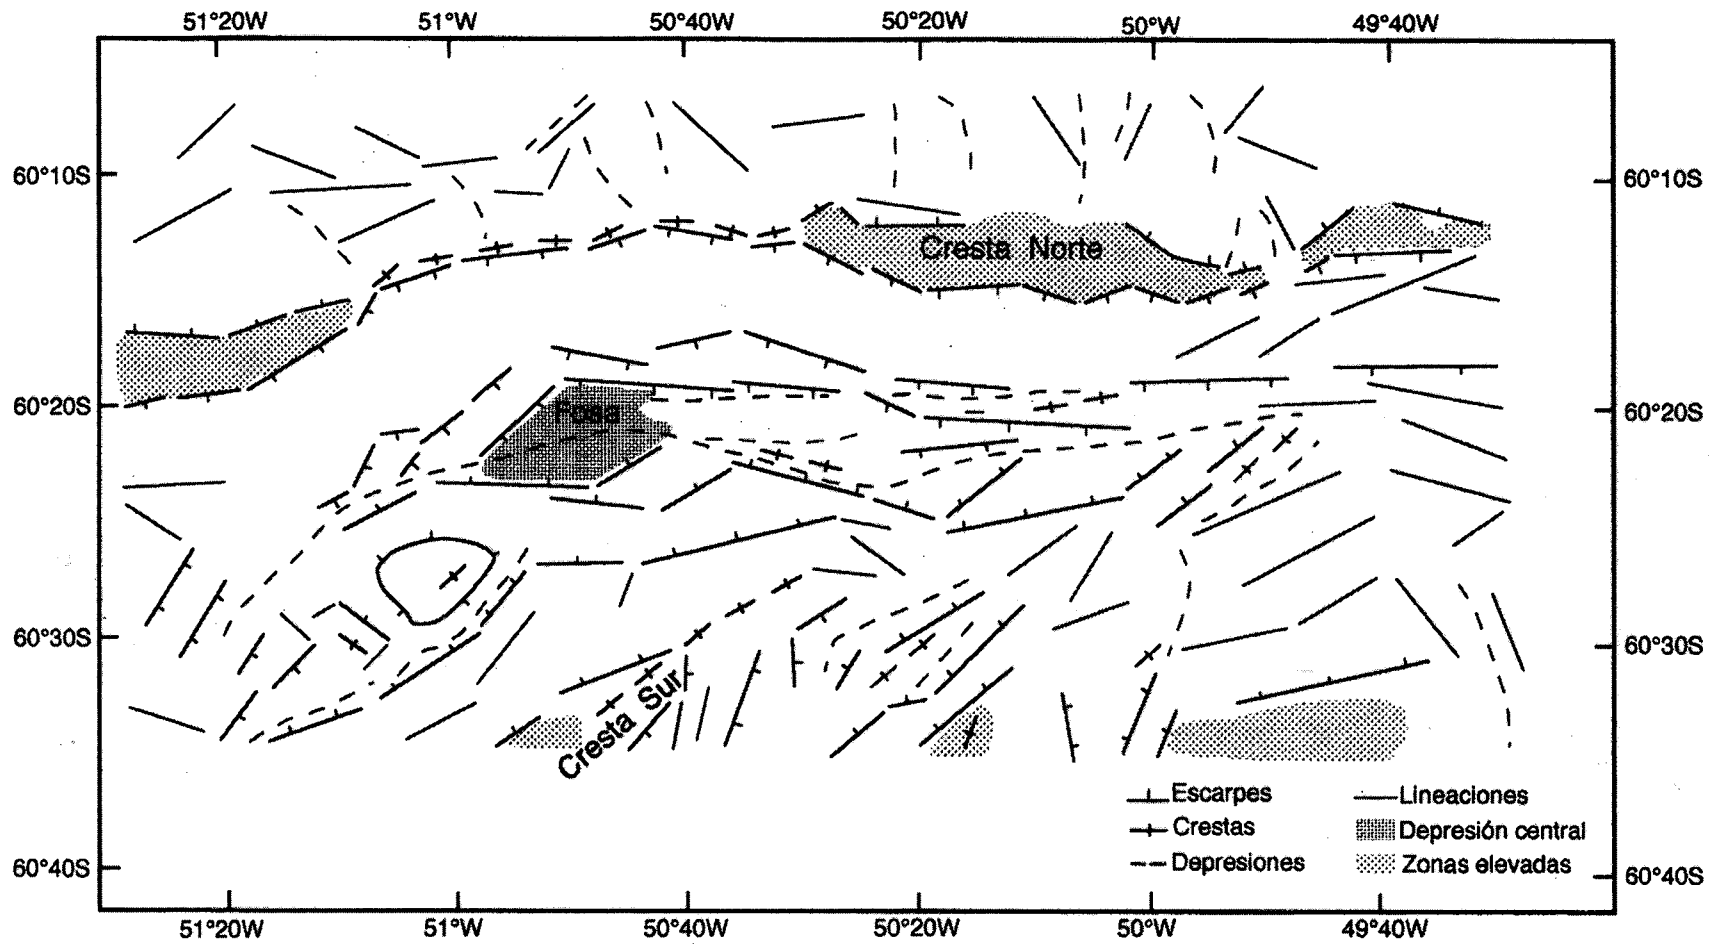 51°20W 51°W 50°40W 50°20W 50°W 49°40W
60°10S 60°10S
Cresta Norte
60°20S 60°20S
Fosa
60°30S 60°30S
Cresta Sur
Escarpes Lineaciones
Crestas Depresión central
Depresiones Zonas elevadas
60°40S 60°40S
51°20W 51°W 50°40W 50°20W 50°W 49°40W